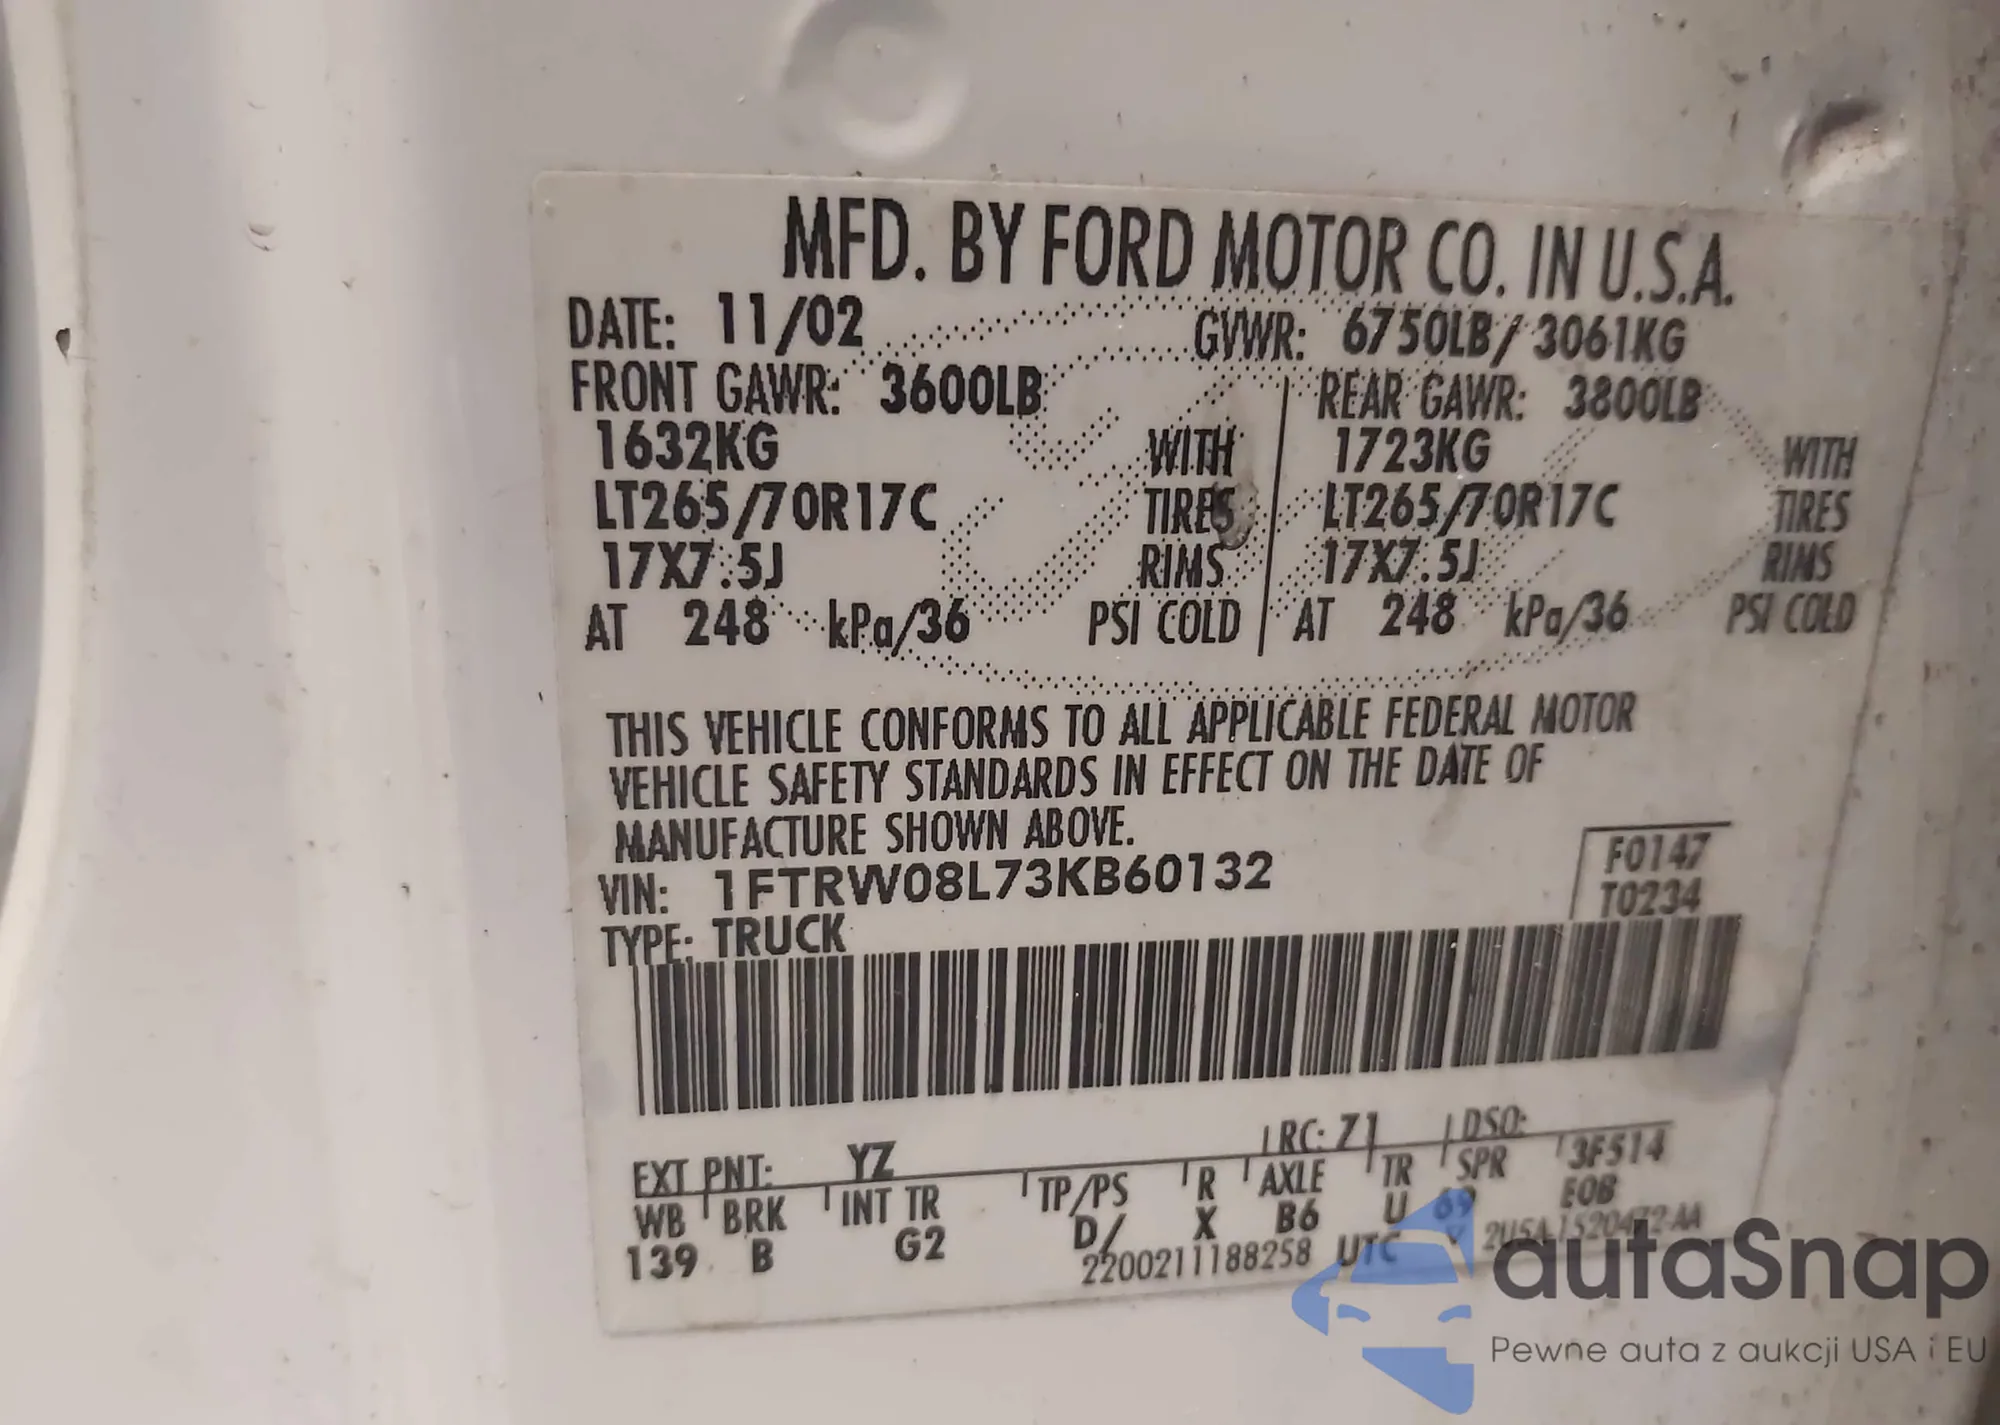 MFD. BY FORD MOTOR CO. IN U.S.A.
DATE: 11/02 GVWR: 6750LB/3061KG
FRONT GAWR: 3600LB REAR GAWR: 3800LB
1632KG WITH 1723KG WITH
LT265/70R17C TIRES LT265/70R17C TIRES
17X7.5J RIMS 17X7.5J RIMS
AT 248 kPa/36 PSI COLD AT 248 kPa/36 PSI COLD
THIS VEHICLE CONFORMS TO ALL APPLICABLE FEDERAL MOTOR
VEHICLE SAFETY STANDARDS IN EFFECT ON THE DATE OF
MANUFACTURE SHOWN ABOVE.
VIN: 1FTRW08L73KB60132 F0147
TYPE: TRUCK T0234
EXT PNT: YZ RC: 71 DSO:
WB BRK INT TR TP/PS R AXLE TR SPR 3F514
139 B G2 D/ X B6 U 69 E0B
2200211188258 UTC
autaSnap
Pewne auta z aukcji USA i EU